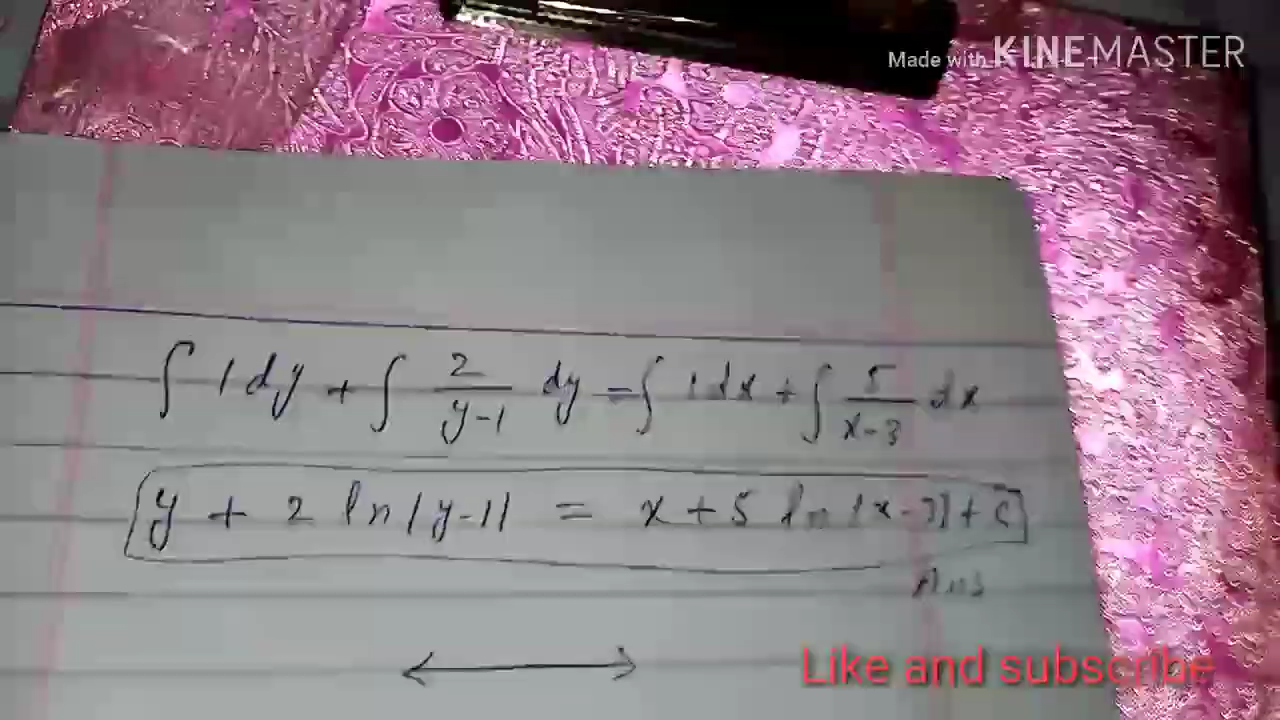 Made with KINEMASTER
∫ 1 dy + ∫ 2/(y-1) dy = ∫ 1 dx + ∫ 5/(x-3) dx
y + 2 ln|y-1| = x + 5 ln|x-3| + C
Ans
Like and subscribe